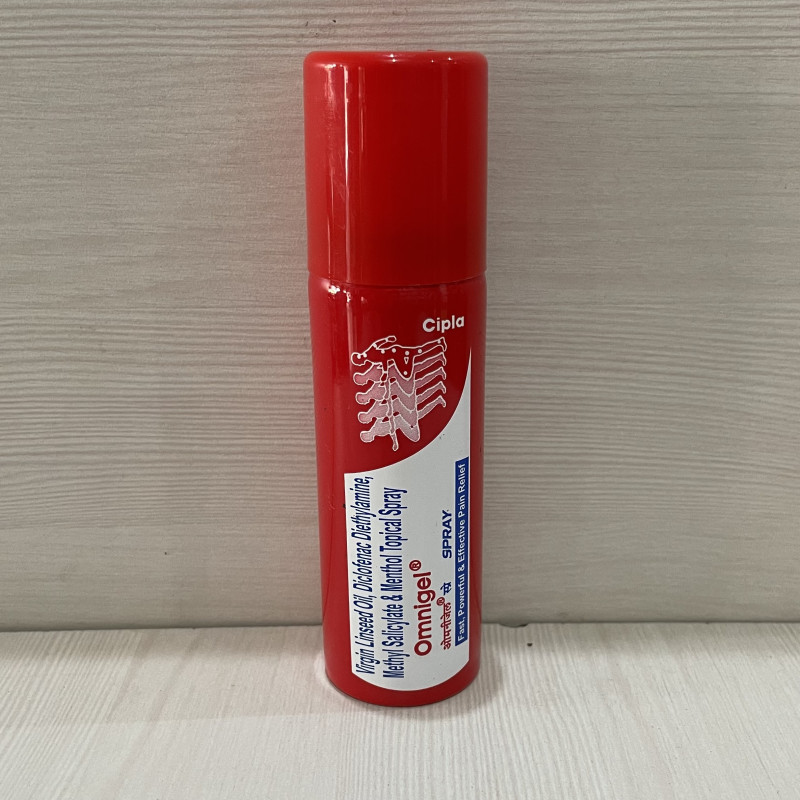 Cipla
Virgin Linseed Oil, Diclofenac Diethylamine,
Methyl Salicylate & Menthol Topical Spray
Omnigel®
ओमनीजेल® स्प्रे SPRAY
Fast, Powerful & Effective Pain Relief